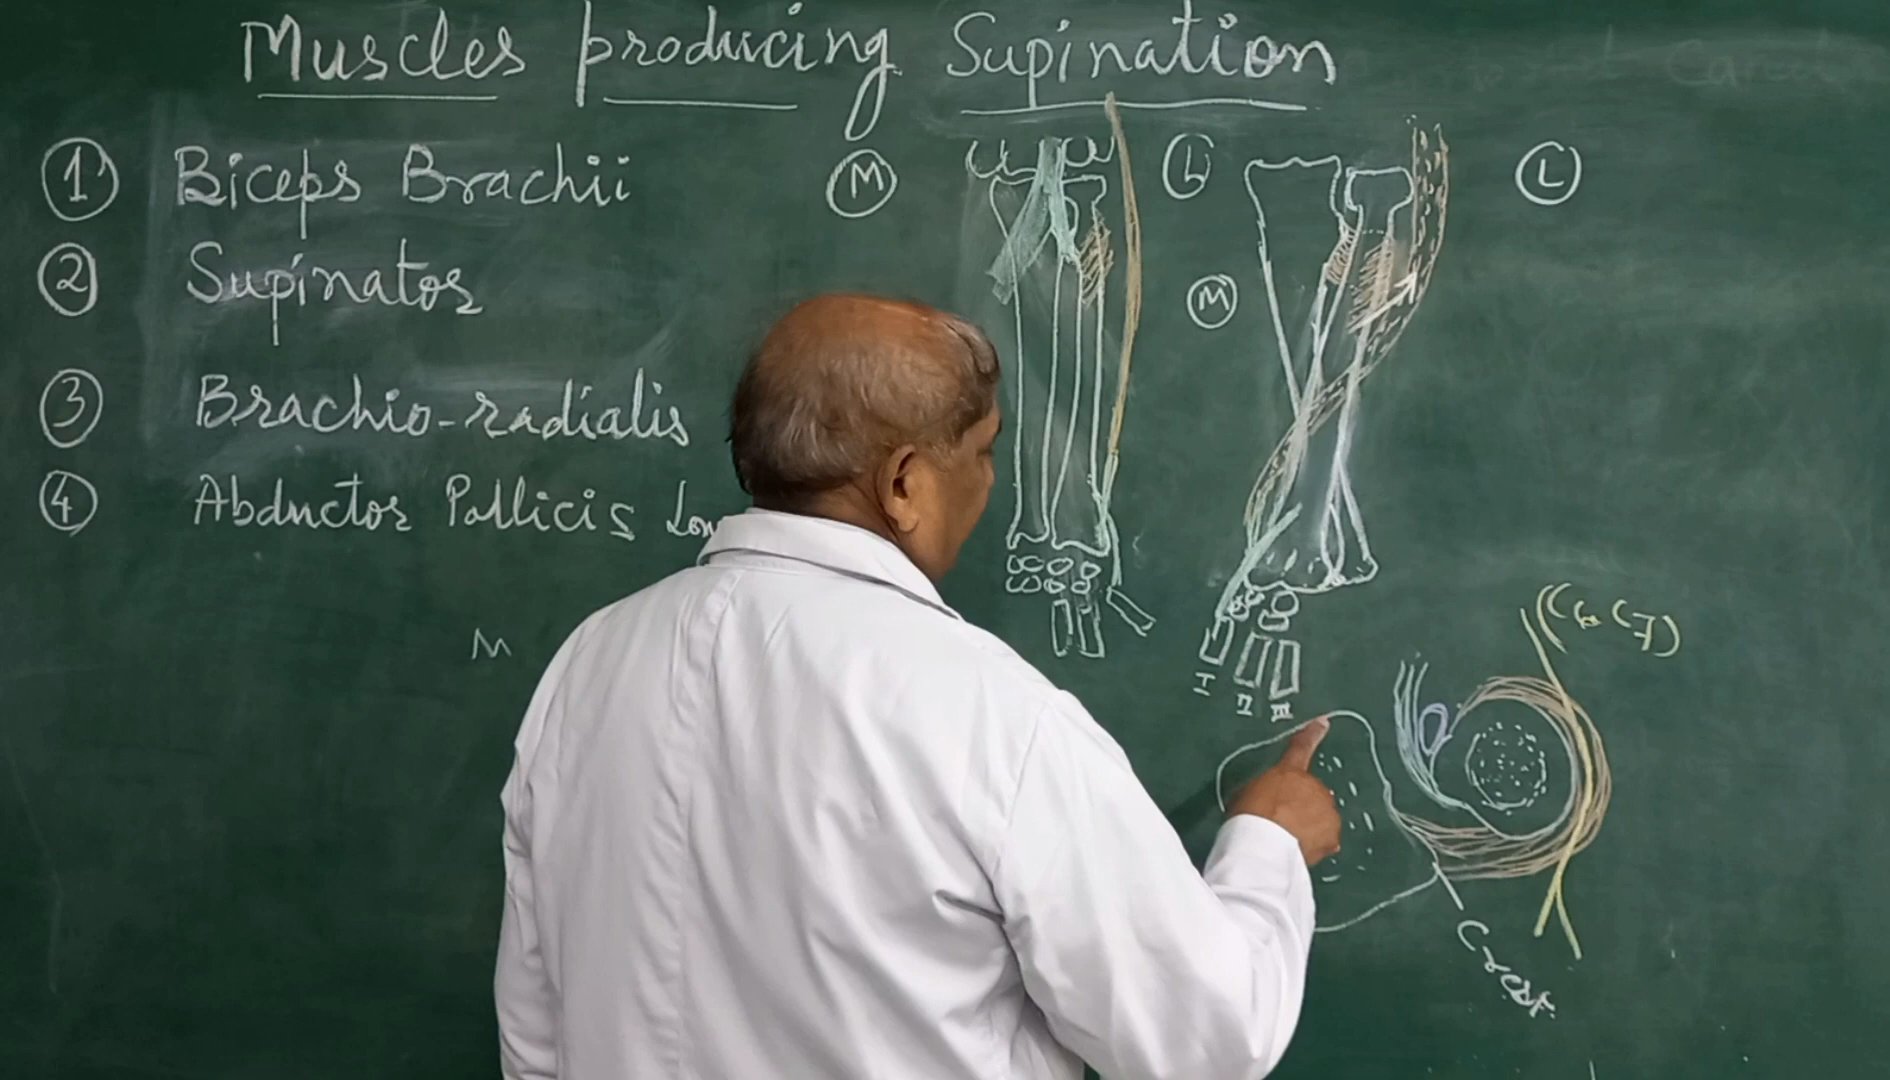 Muscles producing Supination
① Biceps Brachii
② Supinator
③ Brachio-radialis
④ Abductor Pollicis Lon
M
M
L
M
L
I
II
III
(C6, C7)
Crest